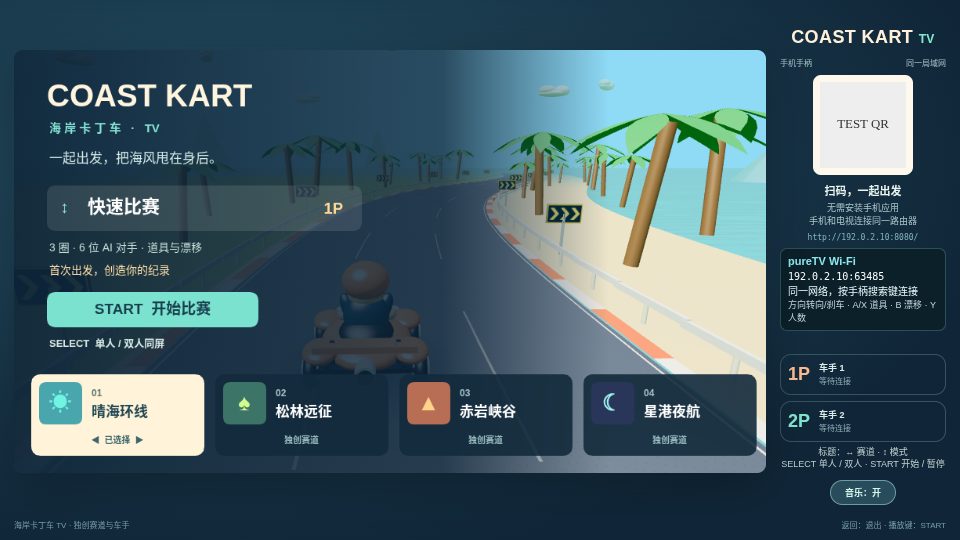 COAST KART
海岸卡丁车 · TV
一起出发，把海风甩在身后。
↕ 快速比赛 1P
3 圈 · 6 位 AI 对手 · 道具与漂移
首次出发，创造你的纪录
START 开始比赛
SELECT 单人 / 双人同屏
01
晴海环线
◀ 已选择 ▶
02
松林远征
独创赛道
03
赤岩峡谷
独创赛道
04
星港夜航
独创赛道
COAST KART TV
手机手柄 同一局域网
TEST QR
扫码，一起出发
无需安装手机应用
手机和电视连接同一路由器
http://192.0.2.10:8080/
pureTV Wi-Fi
192.0.2.10:63485
同一网络，按手柄搜索键连接
方向转向/刹车 · A/X 道具 · B 漂移 · Y
人数
1P 车手 1
等待连接
2P 车手 2
等待连接
标题：↔ 赛道 · ↕ 模式
SELECT 单人 / 双人 · START 开始 / 暂停
音乐：开
海岸卡丁车 TV · 独创赛道与车手
返回：退出 · 播放键：START